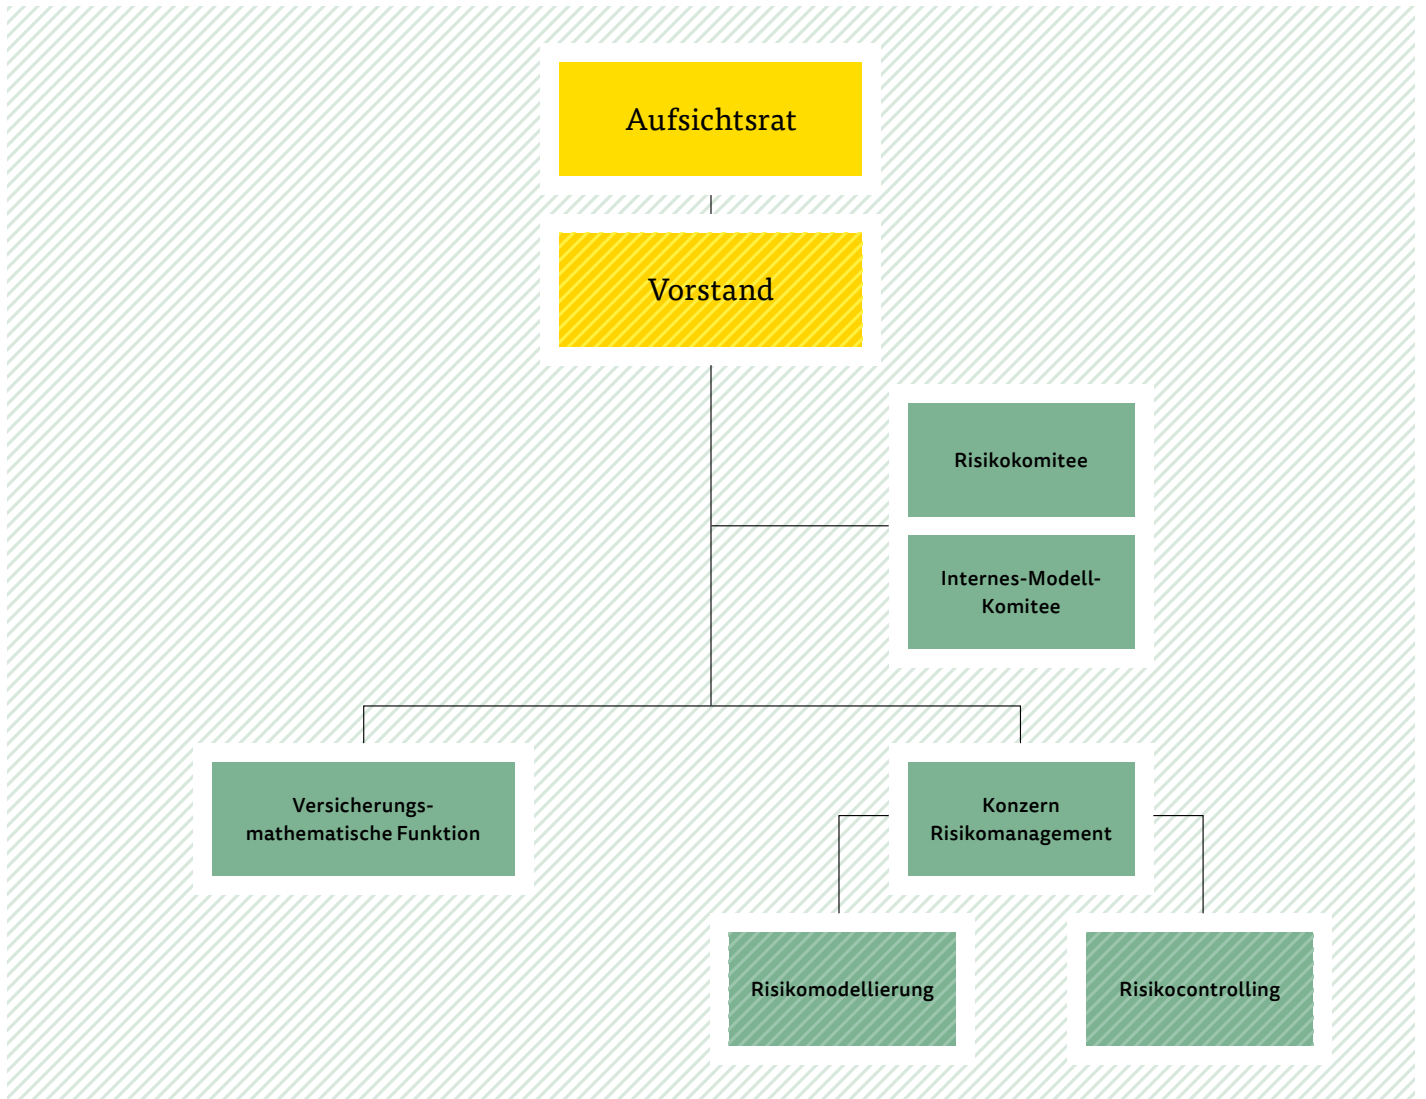 Aufsichtsrat
Vorstand
Risikokomitee
Internes-Modell-
Komitee
Versicherungs-
mathematische Funktion
Konzern
Risikomanagement
Risikomodellierung
Risikocontrolling